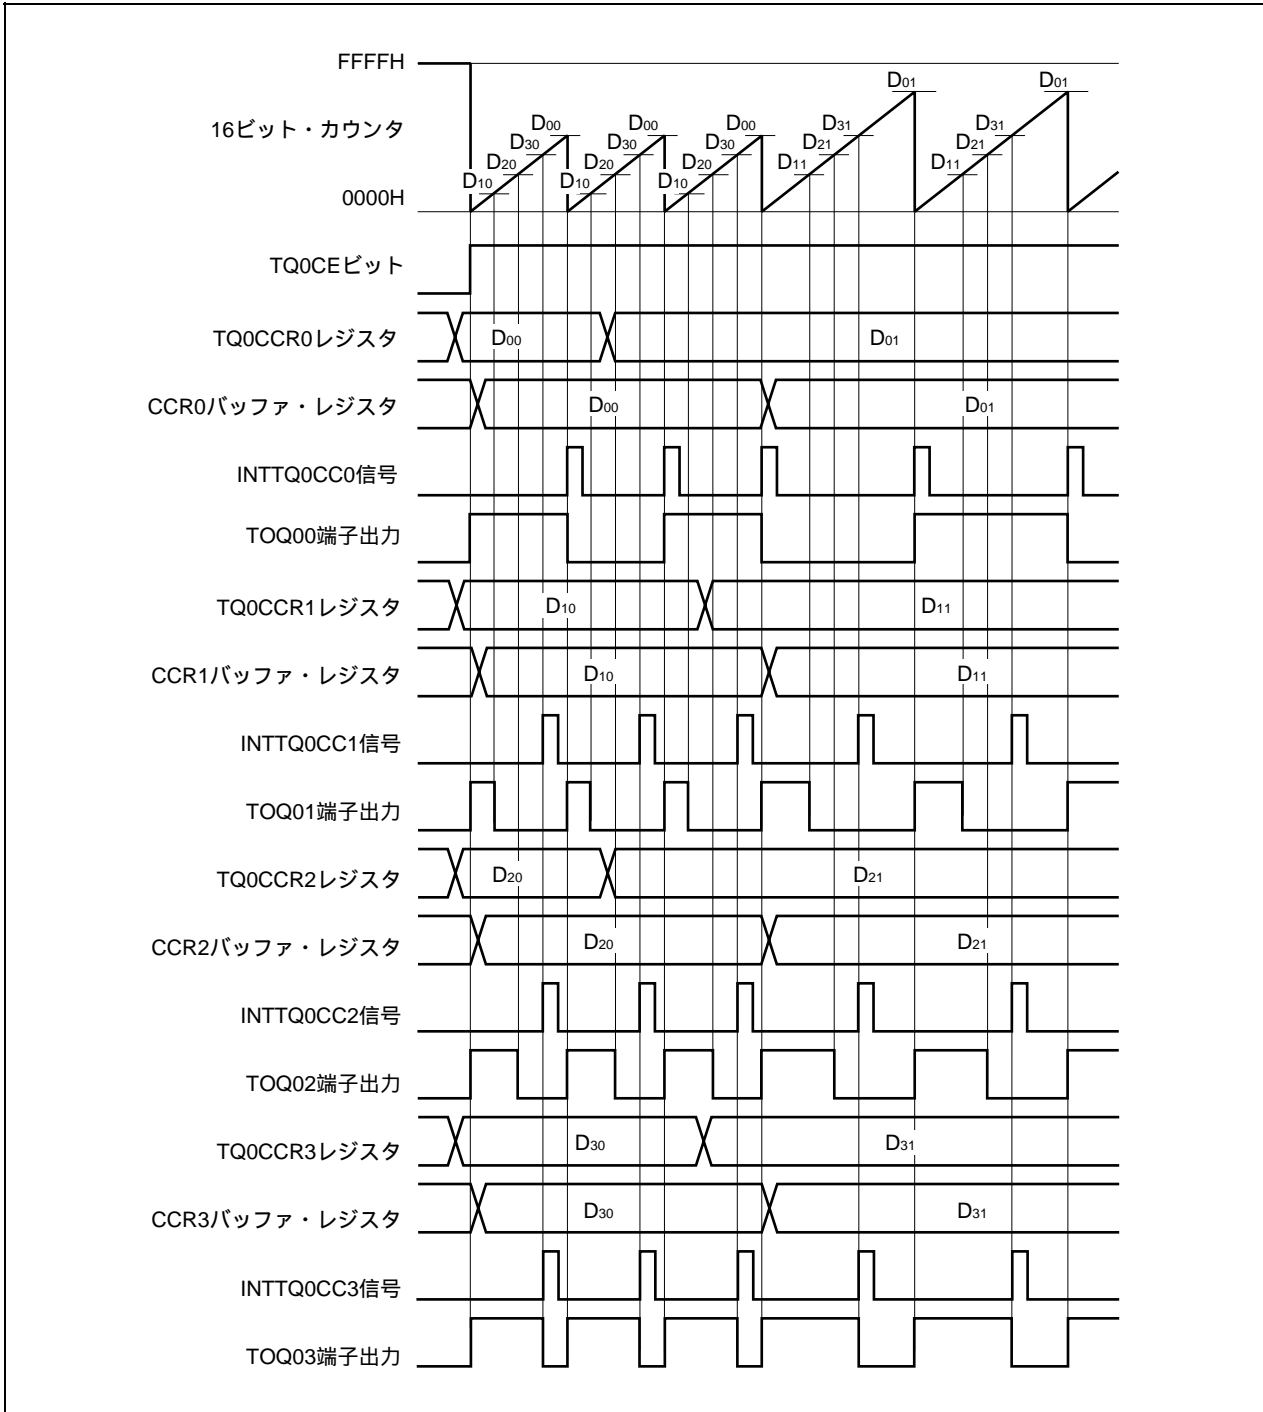 FFFFH
D01 D01
16ビット・カウンタ D00 D00 D00 D31 D31
D30 D30 D30 D21 D21
D20 D20 D20 D11 D11
D10 D10 D10
0000H
TQ0CEビット
TQ0CCR0レジスタ D00 D01
CCR0バッファ・レジスタ D00 D01
INTTQ0CC0信号
TOQ00端子出力
TQ0CCR1レジスタ D10 D11
CCR1バッファ・レジスタ D10 D11
INTTQ0CC1信号
TOQ01端子出力
TQ0CCR2レジスタ D20 D21
CCR2バッファ・レジスタ D20 D21
INTTQ0CC2信号
TOQ02端子出力
TQ0CCR3レジスタ D30 D31
CCR3バッファ・レジスタ D30 D31
INTTQ0CC3信号
TOQ03端子出力